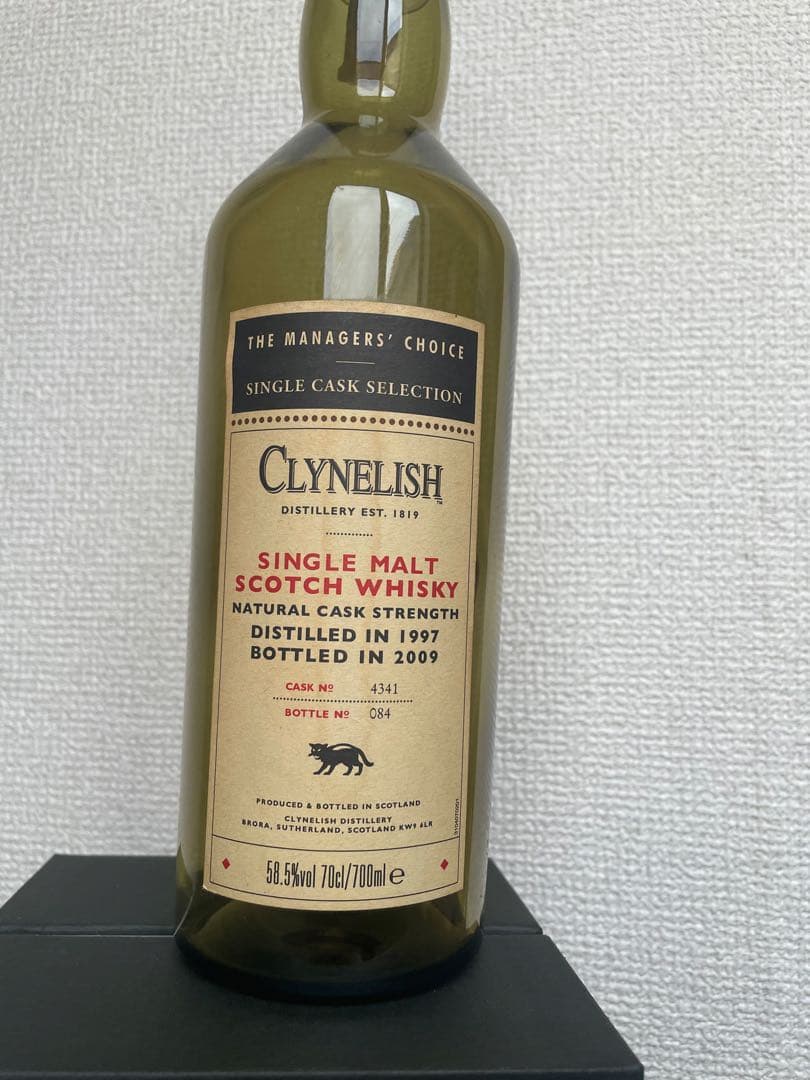 THE MANAGERS' CHOICE
SINGLE CASK SELECTION
CLYNELISH™
DISTILLERY EST. 1819
SINGLE MALT
SCOTCH WHISKY
NATURAL CASK STRENGTH
DISTILLED IN 1997
BOTTLED IN 2009
CASK Nº 4341
BOTTLE Nº 084
PRODUCED & BOTTLED IN SCOTLAND
CLYNELISH DISTILLERY
BRORA, SUTHERLAND, SCOTLAND KW9 6LR
58.5%vol 70cl/700ml ℮